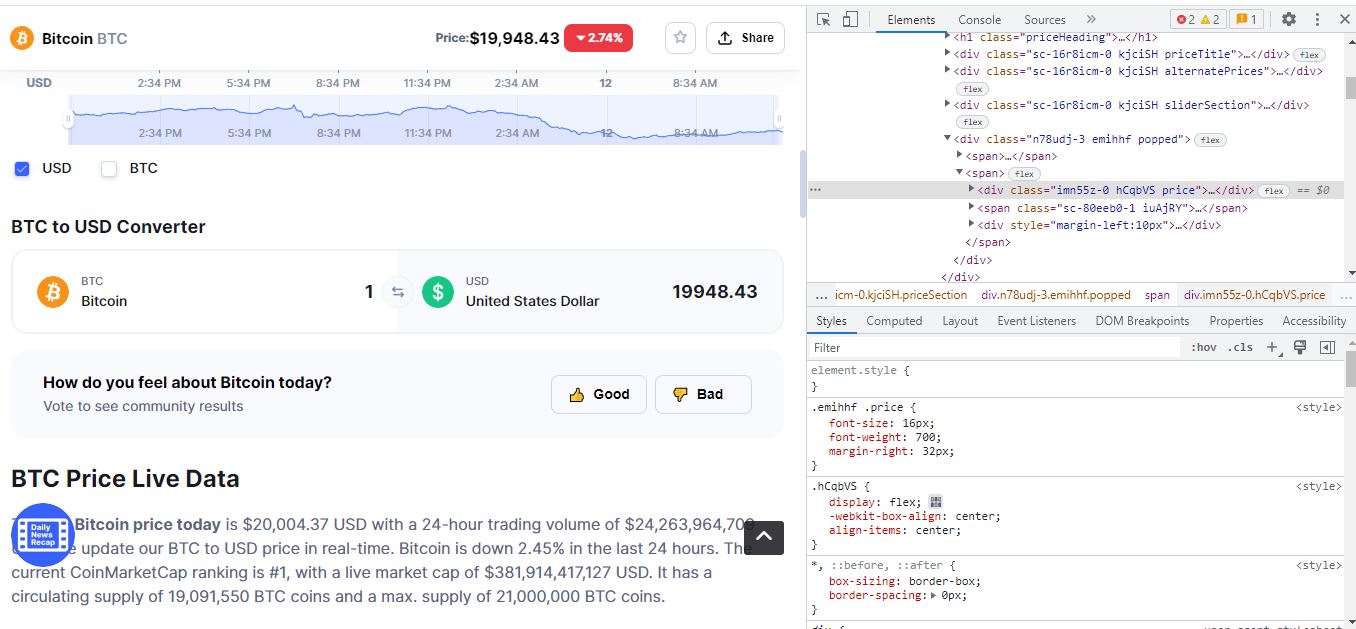 Bitcoin BTC
Price:$19,948.43 2.74%
Share
USD 2:34 PM 5:34 PM 8:34 PM 11:34 PM 2:34 AM 12 8:34 AM
2:34 PM 5:34 PM 8:34 PM 11:34 PM 2:34 AM 12 8:34 AM
USD BTC
BTC to USD Converter
BTC
Bitcoin
1
USD
United States Dollar
19948.43
How do you feel about Bitcoin today?
Vote to see community results
Good
Bad
BTC Price Live Data
Daily
News
Recap
Bitcoin price today is $20,004.37 USD with a 24-hour trading volume of $24,263,964,709
update our BTC to USD price in real-time. Bitcoin is down 2.45% in the last 24 hours. The
current CoinMarketCap ranking is #1, with a live market cap of $381,914,417,127 USD. It has a
circulating supply of 19,091,550 BTC coins and a max. supply of 21,000,000 BTC coins.
Elements Console Sources » 2 2 1
<h1 class="priceHeading">…</h1>
<div class="sc-16r8icm-0 kjciSH priceTitle">…</div> flex
<div class="sc-16r8icm-0 kjciSH alternatePrices">…</div>
flex
<div class="sc-16r8icm-0 kjciSH sliderSection">…</div>
flex
<div class="n78udj-3 emihhf popped"> flex
<span>…</span>
<span> flex
… <div class="imn55z-0 hCqbVS price">…</div> flex == $0
<span class="sc-80eeb0-1 iuAjRY">…</span>
<div style="margin-left:10px">…</div>
</span>
</div>
</div>
… icm-0.kjciSH.priceSection div.n78udj-3.emihhf.popped span div.imn55z-0.hCqbVS.price …
Styles Computed Layout Event Listeners DOM Breakpoints Properties Accessibility
Filter :hov .cls +
element.style {
}
.emihhf .price { <style>
font-size: 16px;
font-weight: 700;
margin-right: 32px;
}
.hCqbVS { <style>
display: flex;
-webkit-box-align: center;
align-items: center;
}
*, ::before, ::after { <style>
box-sizing: border-box;
border-spacing: 0px;
}
div { user agent stylesheet